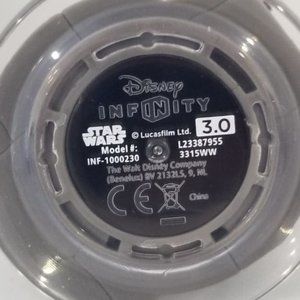 Disney
INFINITY
STAR WARS © Lucasfilm Ltd. 3.0
Model #: L23387955
INF-1000230 3315WW
The Walt Disney Company
(Benelux) BV 2132LS, 9, NL
CE China